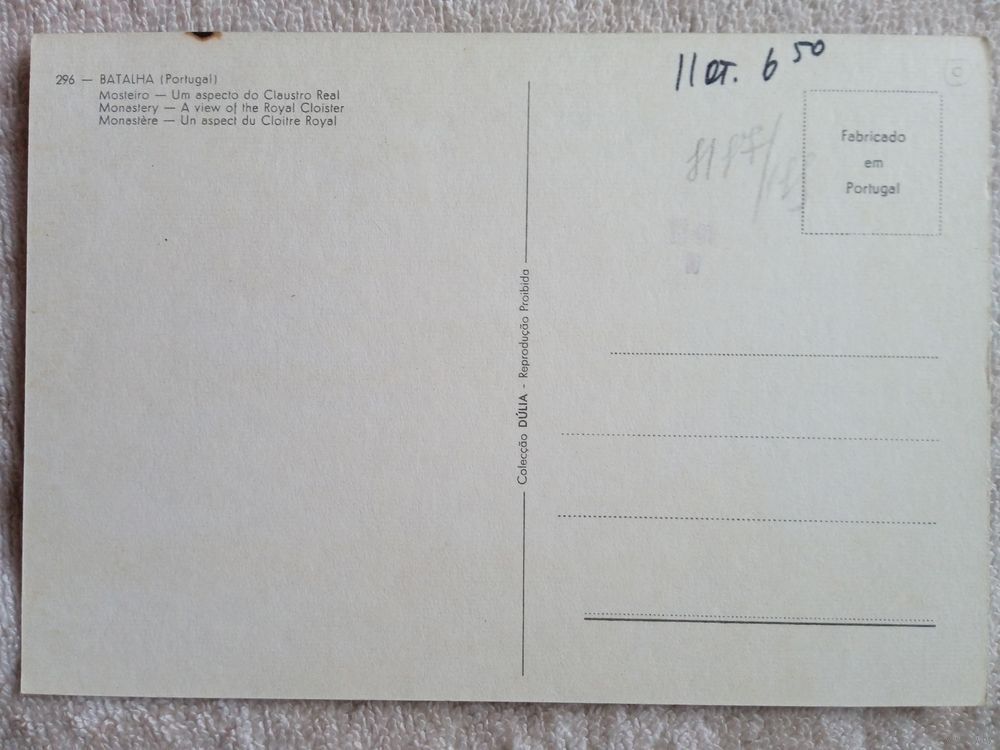 296 — BATALHA (Portugal)
Mosteiro — Um aspecto do Claustro Real
Monastery — A view of the Royal Cloister
Monastère — Un aspect du Cloitre Royal
Colecção DÚLIA - Reprodução Proibida
11 от. 6 50
Fabricado
em
Portugal